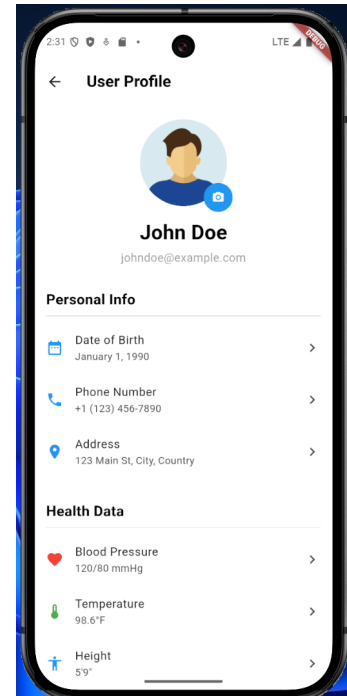 2:31
LTE
DEBUG
User Profile
John Doe
johndoe@example.com
Personal Info
Date of Birth
January 1, 1990
Phone Number
+1 (123) 456-7890
Address
123 Main St, City, Country
Health Data
Blood Pressure
120/80 mmHg
Temperature
98.6°F
Height
5'9"